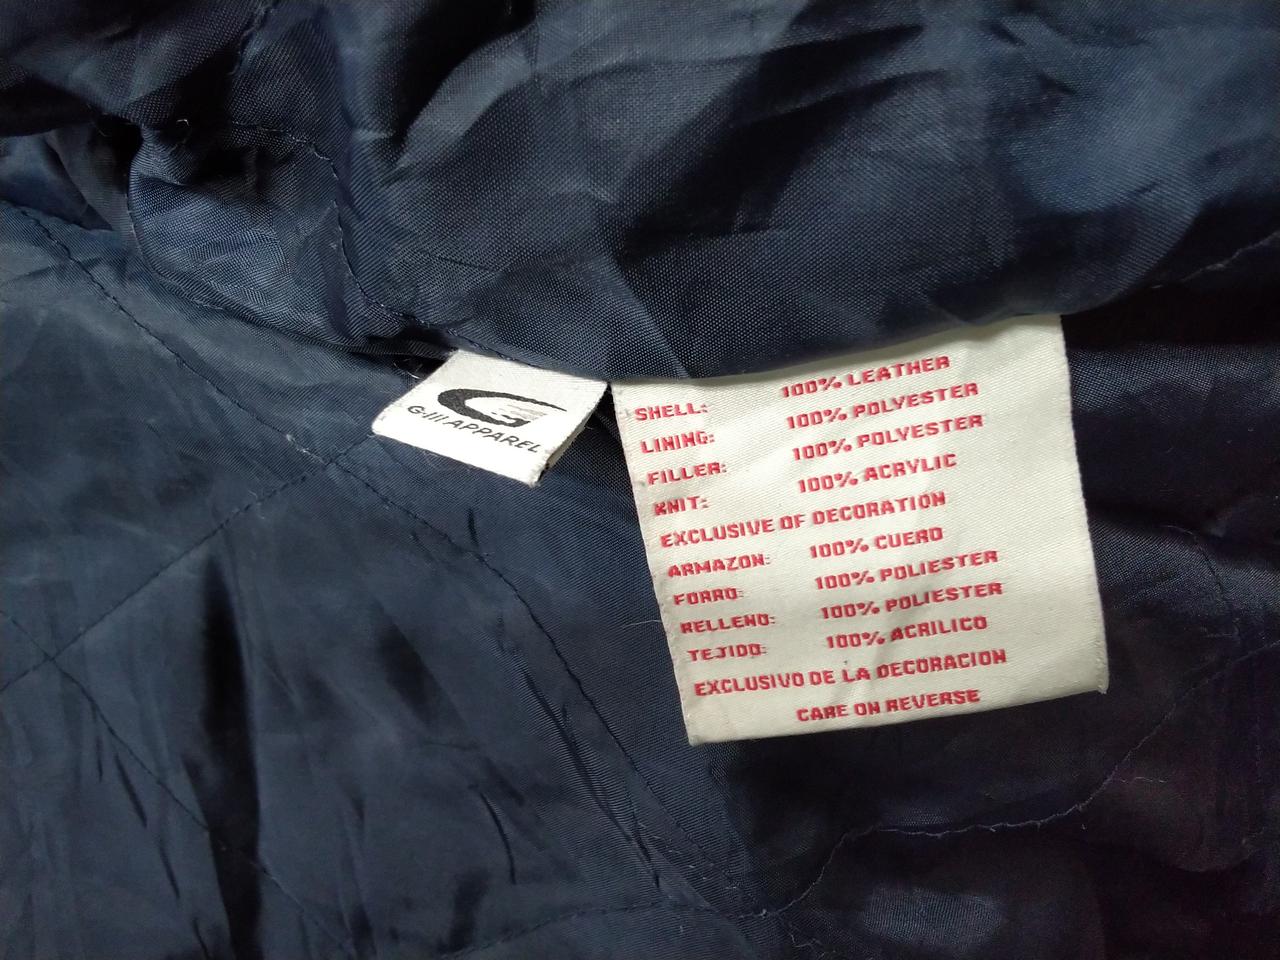 G-III APPAREL
SHELL: 100% LEATHER
LINING: 100% POLYESTER
FILLER: 100% POLYESTER
KNIT: 100% ACRYLIC
EXCLUSIVE OF DECORATION
ARMAZON: 100% CUERO
FORRO: 100% POLIESTER
RELLENO: 100% POLIESTER
TEJIDO: 100% ACRILICO
EXCLUSIVO DE LA DECORACION
CARE ON REVERSE